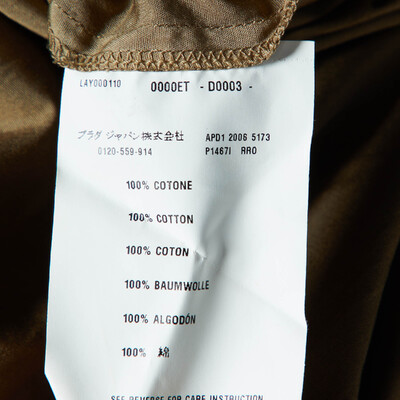 LAY000110
0000ET - D0003 -
プラダ ジャパン株式会社 APD1 2006 5173
0120-559-914 P1467I RRO
100% COTONE
100% COTTON
100% COTON
100% BAUMWOLLE
100% ALGODÓN
100% 綿
SEE REVERSE FOR CARE INSTRUCTION